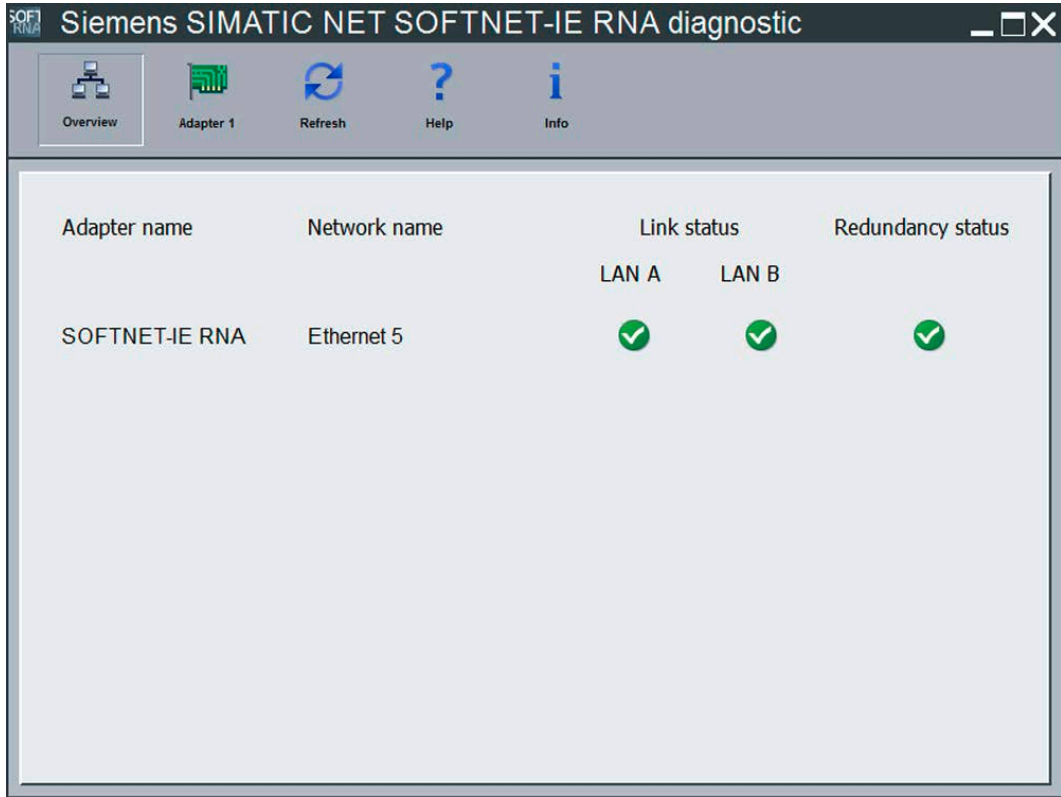 SOFT
RNA
Siemens SIMATIC NET SOFTNET-IE RNA diagnostic
Overview
Adapter 1
Refresh
Help
Info
Adapter name Network name Link status Redundancy status
LAN A LAN B
SOFTNET-IE RNA Ethernet 5